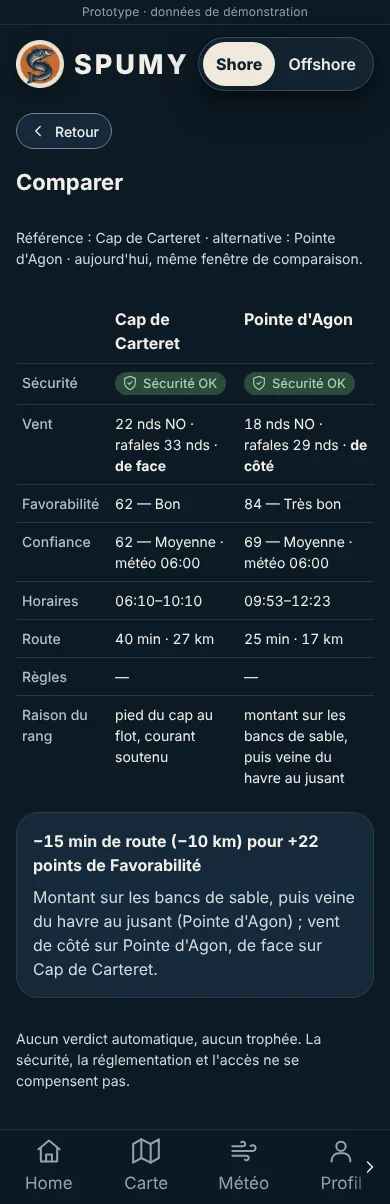 Prototype · données de démonstration
SPUMY
Shore
Offshore
Retour
Comparer
Référence : Cap de Carteret · alternative : Pointe
d'Agon · aujourd'hui, même fenêtre de comparaison.
Cap de
Carteret
Pointe d'Agon
Sécurité
Sécurité OK
Sécurité OK
Vent
22 nds NO ·
rafales 33 nds ·
de face
18 nds NO ·
rafales 29 nds · de
côté
Favorabilité
62 — Bon
84 — Très bon
Confiance
62 — Moyenne ·
météo 06:00
69 — Moyenne ·
météo 06:00
Horaires
06:10–10:10
09:53–12:23
Route
40 min · 27 km
25 min · 17 km
Règles
—
—
Raison du
rang
pied du cap au
flot, courant
soutenu
montant sur les
bancs de sable,
puis veine du
havre au jusant
−15 min de route (−10 km) pour +22
points de Favorabilité
Montant sur les bancs de sable, puis veine
du havre au jusant (Pointe d'Agon) ; vent
de côté sur Pointe d'Agon, de face sur
Cap de Carteret.
Aucun verdict automatique, aucun trophée. La
sécurité, la réglementation et l'accès ne se
compensent pas.
Home
Carte
Météo
Profil